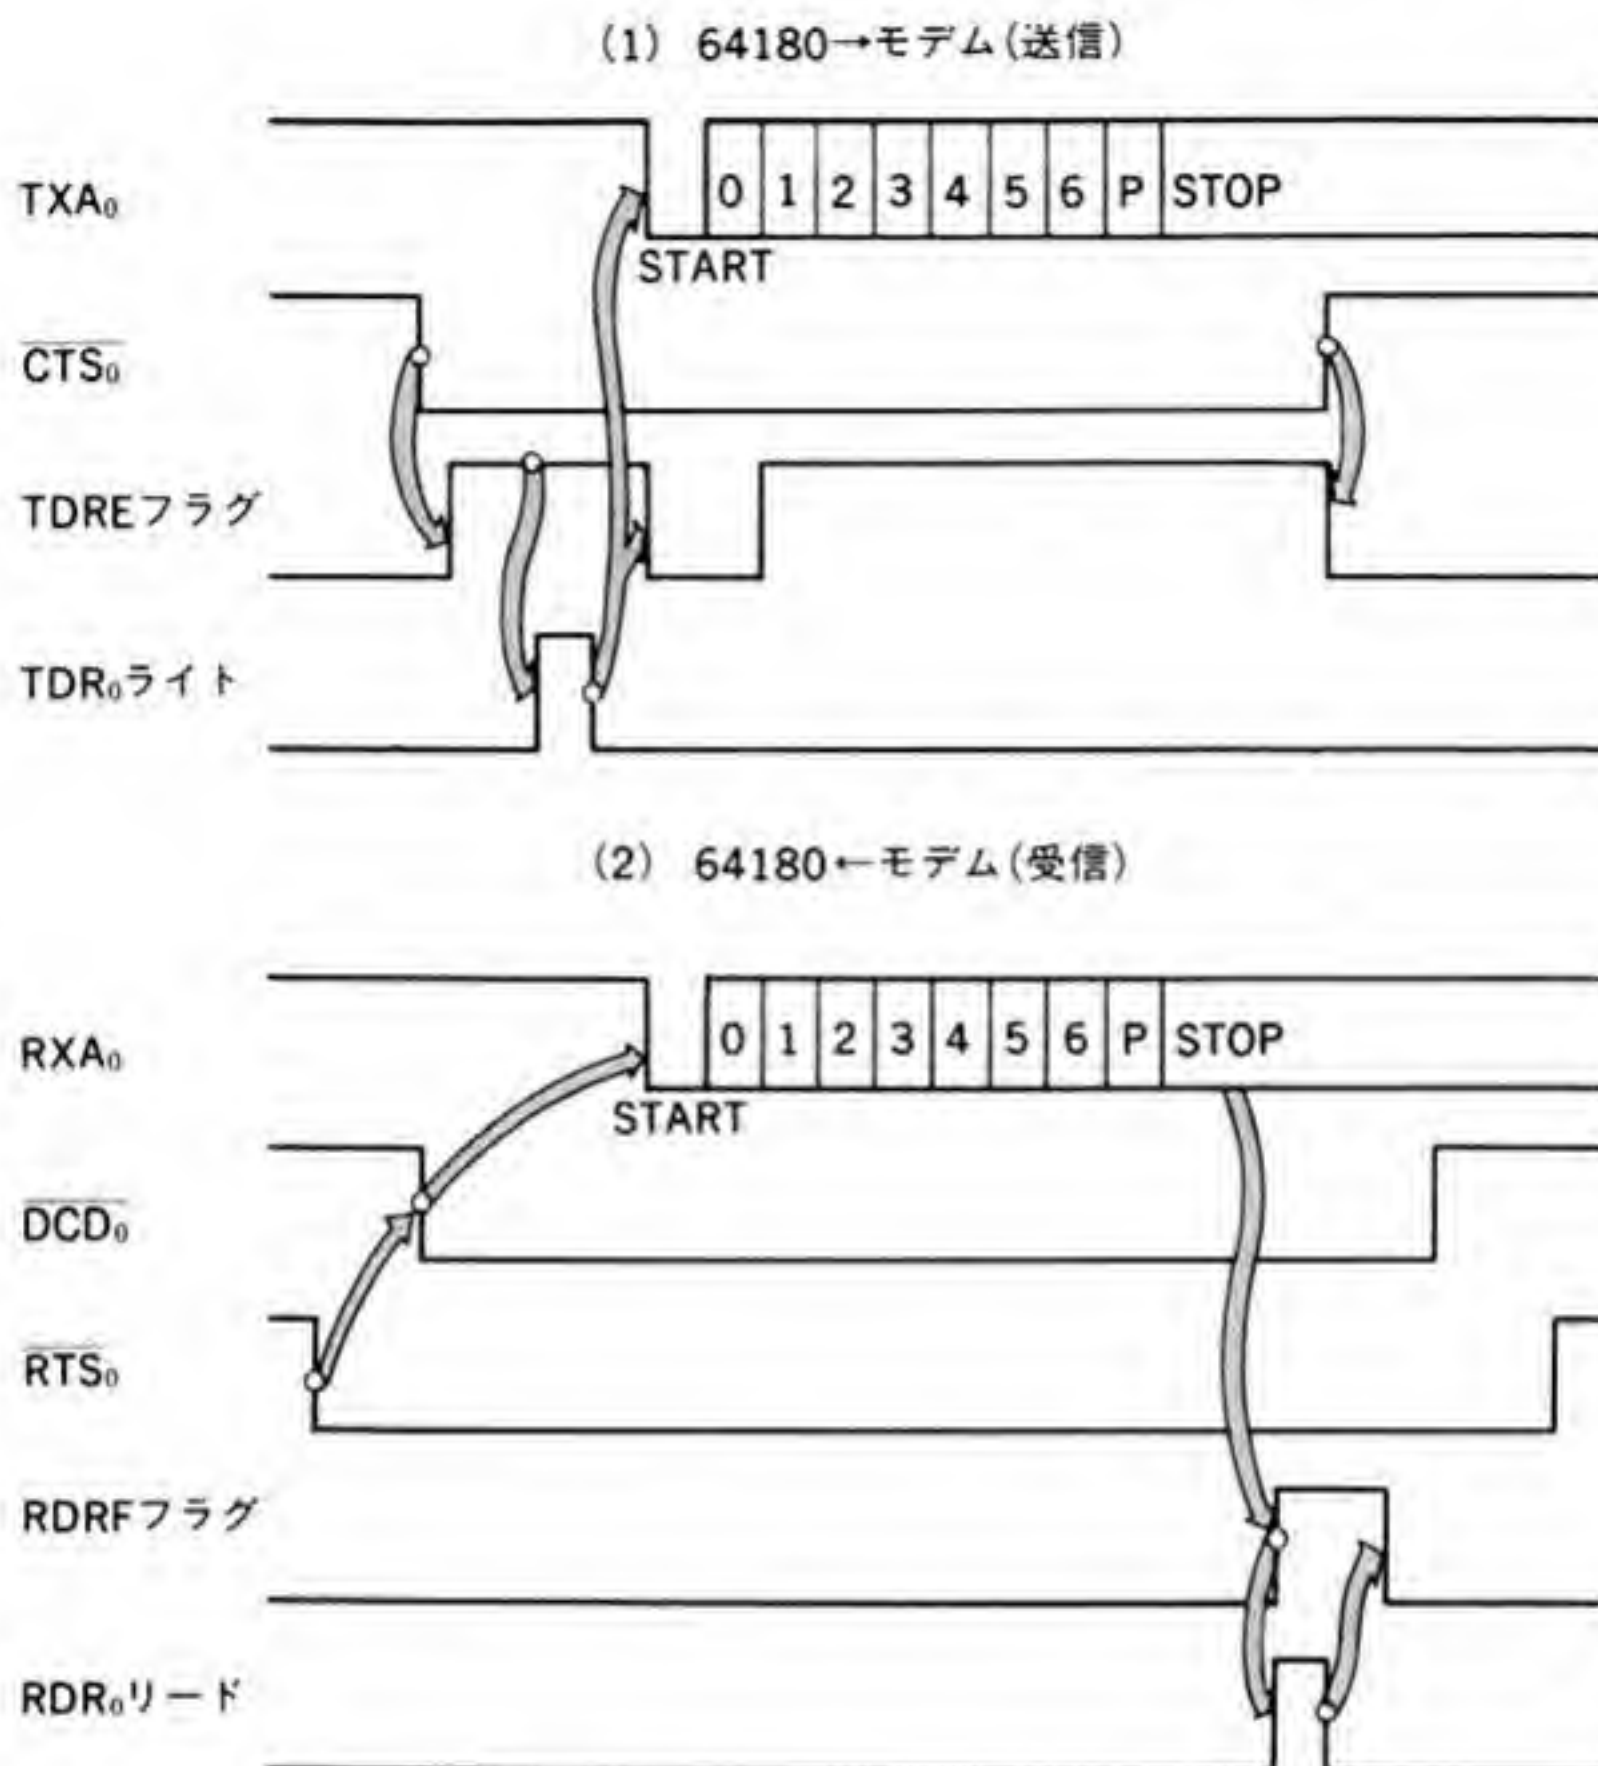 (1) 64180→モデム(送信)
TXA₀
0 1 2 3 4 5 6 P STOP
START
C̅T̅S̅₀
TDREフラグ
TDR₀ライト
(2) 64180←モデム(受信)
RXA₀
0 1 2 3 4 5 6 P STOP
START
D̅C̅D̅₀
R̅T̅S̅₀
RDRFフラグ
RDR₀リード